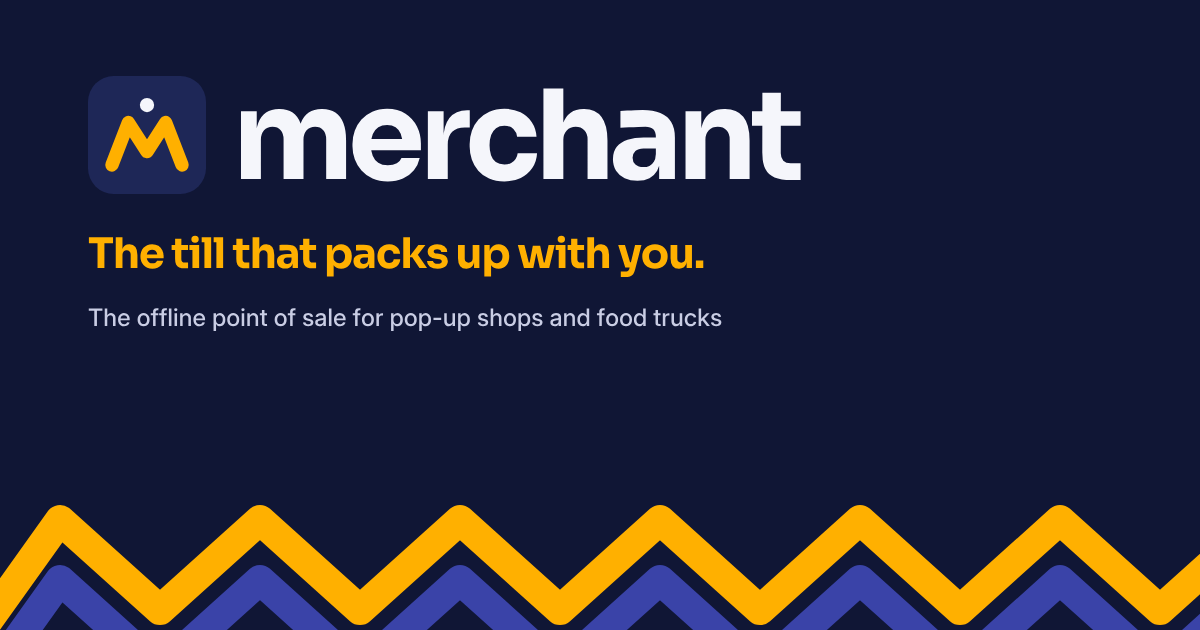 merchant
The till that packs up with you.
The offline point of sale for pop-up shops and food trucks